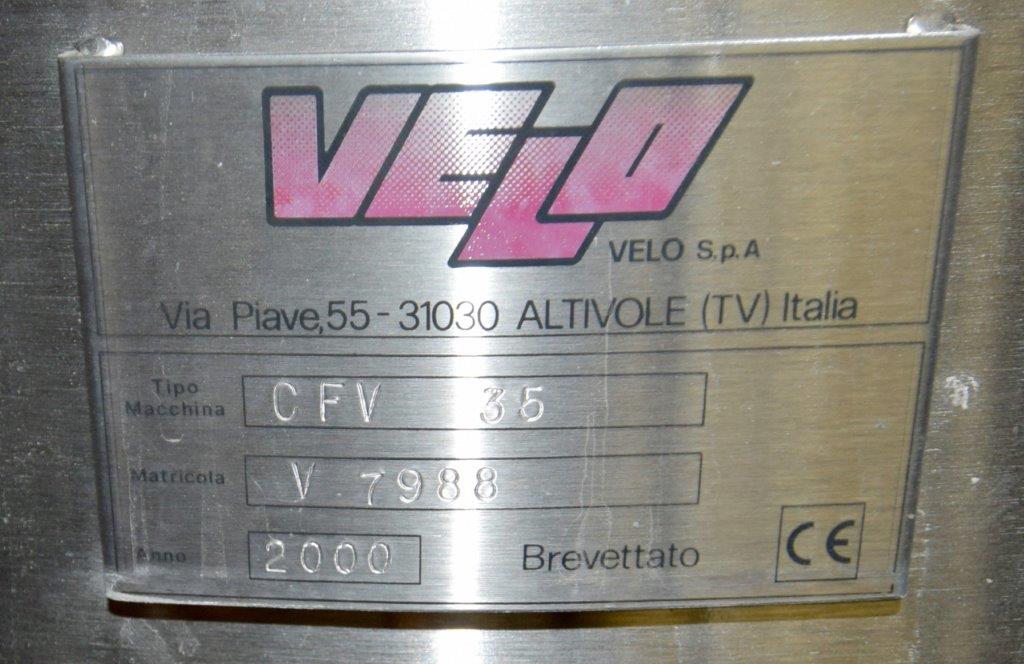 VELO
VELO S.p.A
Via Piave,55-31030 ALTIVOLE (TV) Italia
Tipo
Macchina CFV 35
Matricola V 7988
Anno 2000 Brevettato CE